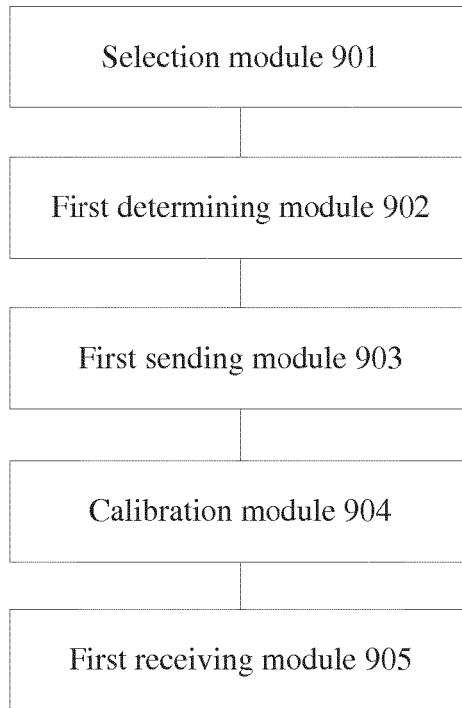 Selection module 901
First determining module 902
First sending module 903
Calibration module 904
First receiving module 905